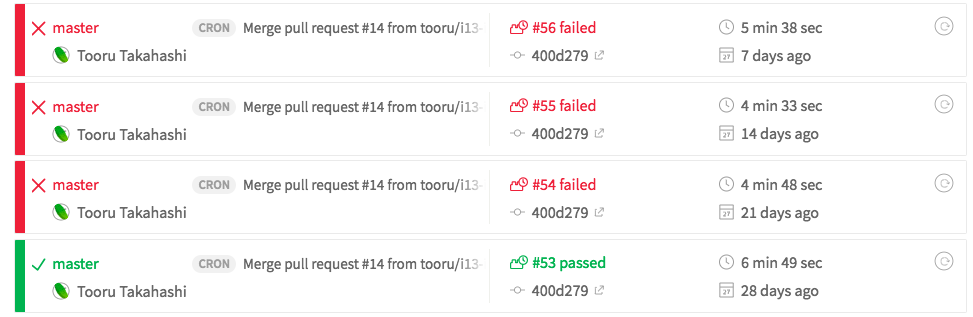 master CRON Merge pull request #14 from tooru/i13- #56 failed 5 min 38 sec
Tooru Takahashi 400d279 27 7 days ago
master CRON Merge pull request #14 from tooru/i13- #55 failed 4 min 33 sec
Tooru Takahashi 400d279 27 14 days ago
master CRON Merge pull request #14 from tooru/i13- #54 failed 4 min 48 sec
Tooru Takahashi 400d279 27 21 days ago
master CRON Merge pull request #14 from tooru/i13- #53 passed 6 min 49 sec
Tooru Takahashi 400d279 27 28 days ago